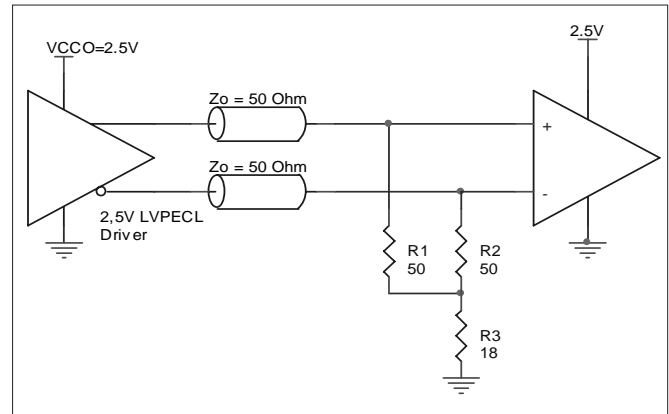 VCCO=2.5V
2.5V
Zo = 50 Ohm
+
Zo = 50 Ohm
-
2,5V LVPECL
Driver
R1
50
R2
50
R3
18